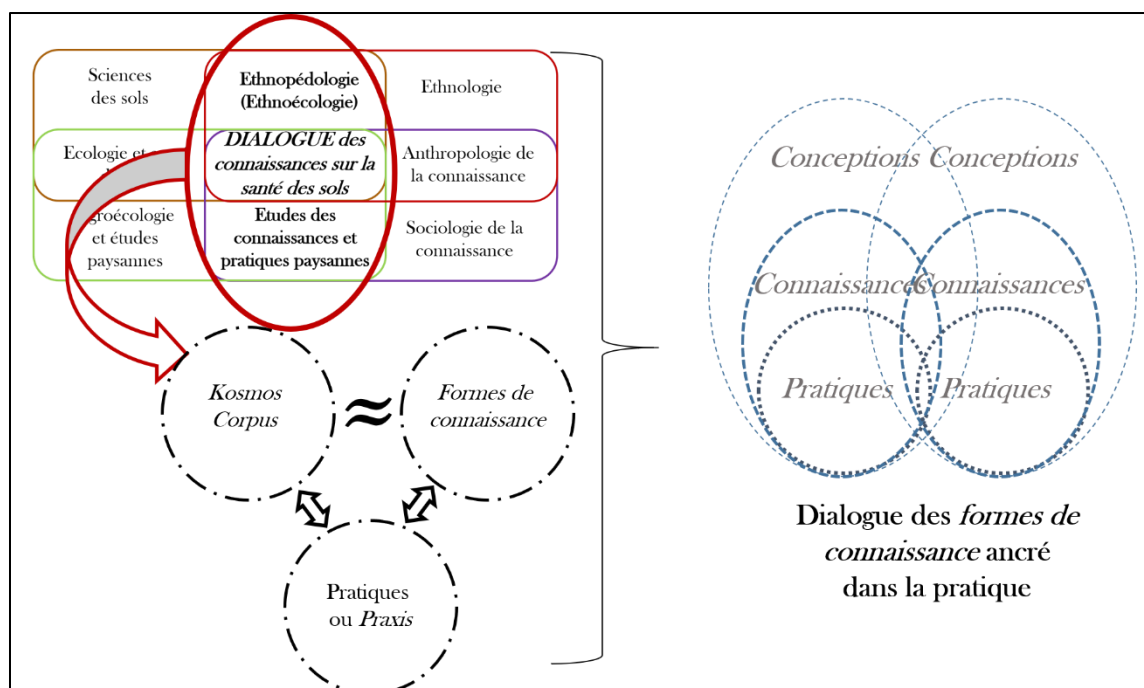 Sciences
des sols
Ethnopédologie
(Ethnoécologie)
Ethnologie
Ecologie et
DIALOGUE des
connaissances sur la
santé des sols
Anthropologie de
la connaissance
et études
paysannes
Etudes des
connaissances et
pratiques paysannes
Sociologie de la
connaissance
Kosmos
Corpus
≈
Formes de
connaissance
Pratiques
ou Praxis
Conceptions Conceptions
Connaissances Connaissances
Pratiques Pratiques
Dialogue des formes de
connaissance ancré
dans la pratique